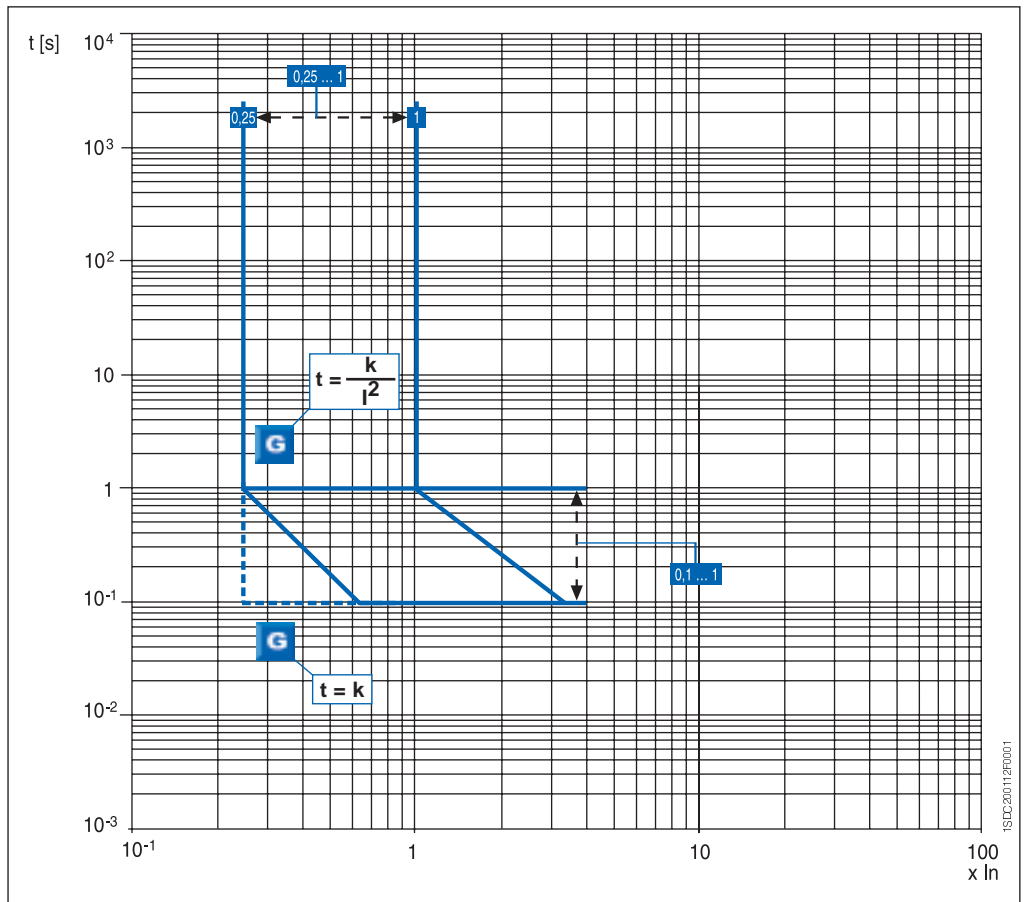 t [s]
10⁴
0,25 ... 1
0,25
1
10³
10²
t = k / I²
10
G
1
0,1 ... 1
10⁻¹
G
t = k
10⁻²
10⁻³
10⁻¹
1
10
100
x In
1SDC200112F0001